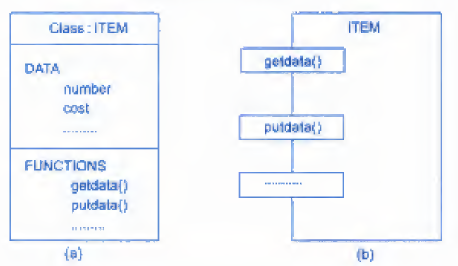 Class : ITEM
DATA
number
cost
.........
FUNCTIONS
getdata()
putdata()
.........
(a)
ITEM
getdata()
putdata()
...........
(b)